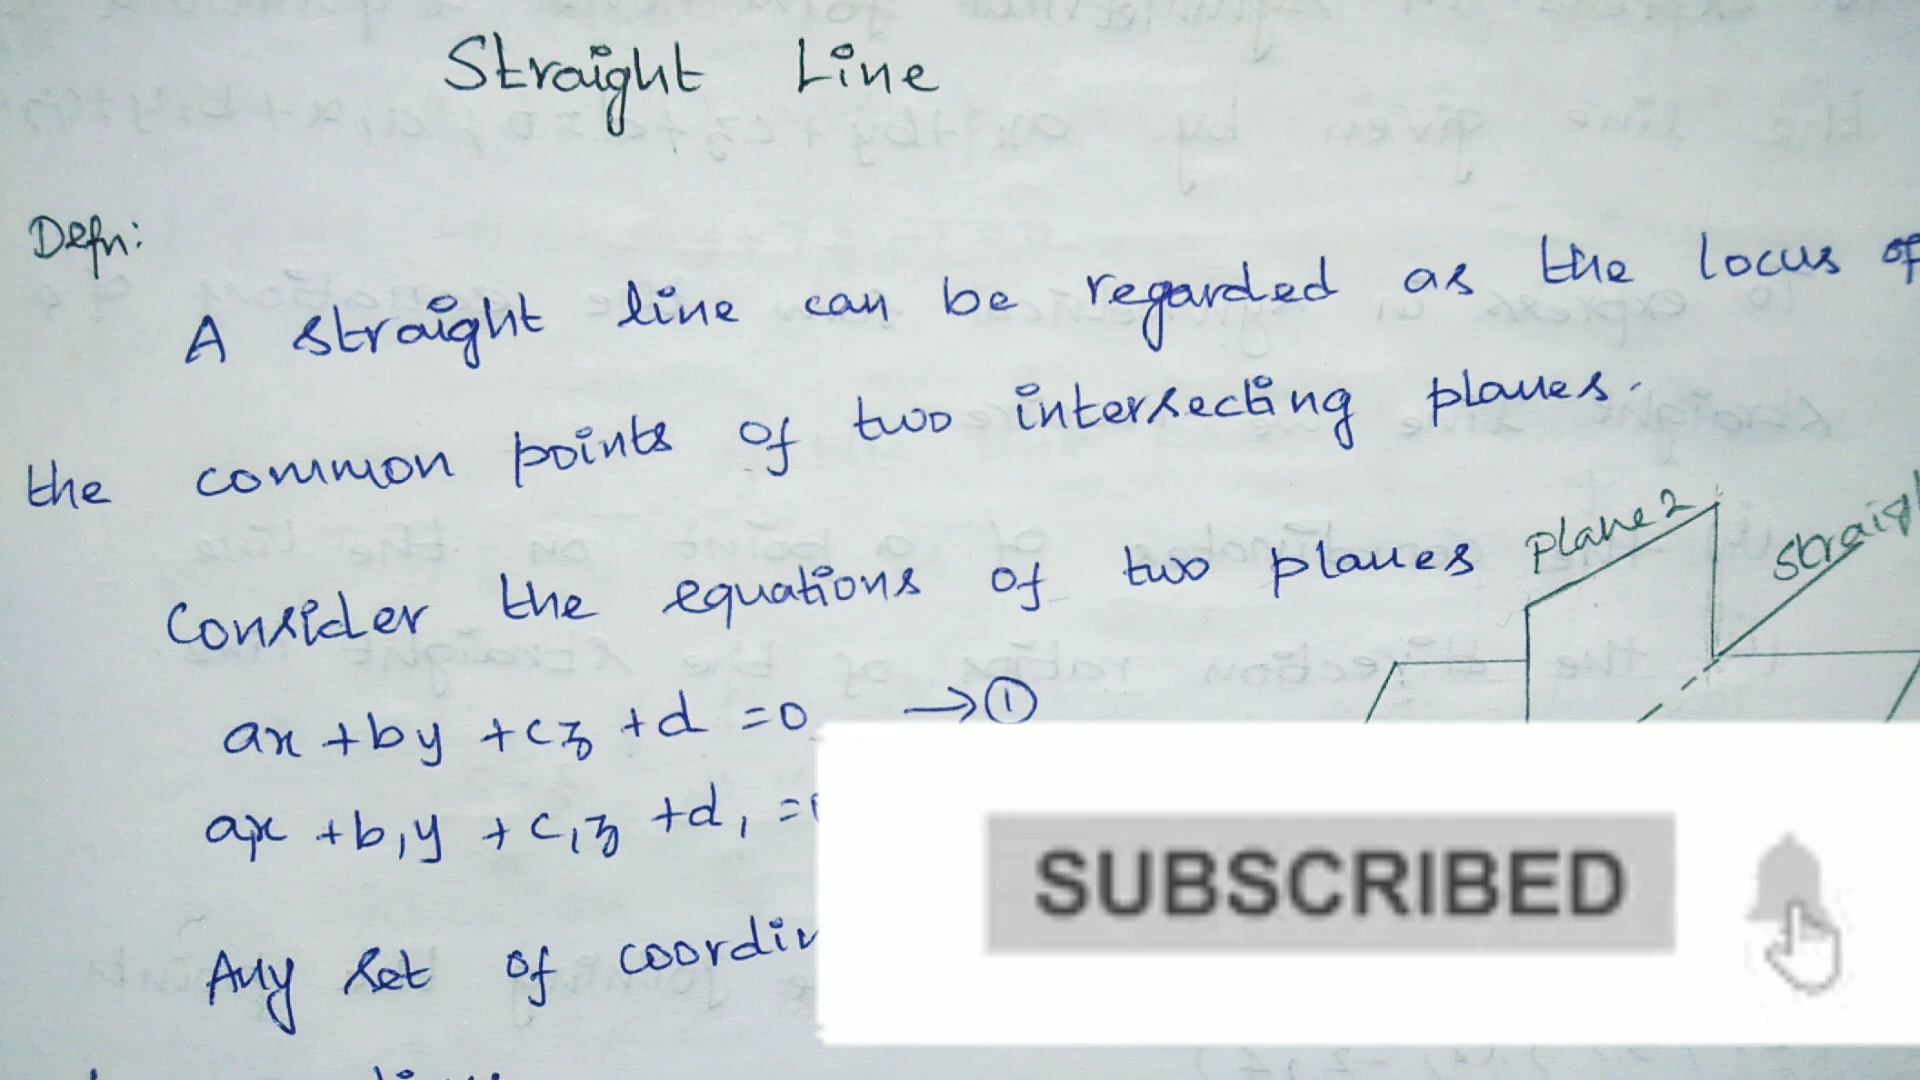 Straight Line
Defn:
A straight line can be regarded as the locus of
the common points of two intersecting planes.
Consider the equations of two planes
plane 2
ax + by + cz + d = 0 → ①
a₁x + b₁y + c₁z + d₁ =
Any set of
SUBSCRIBED